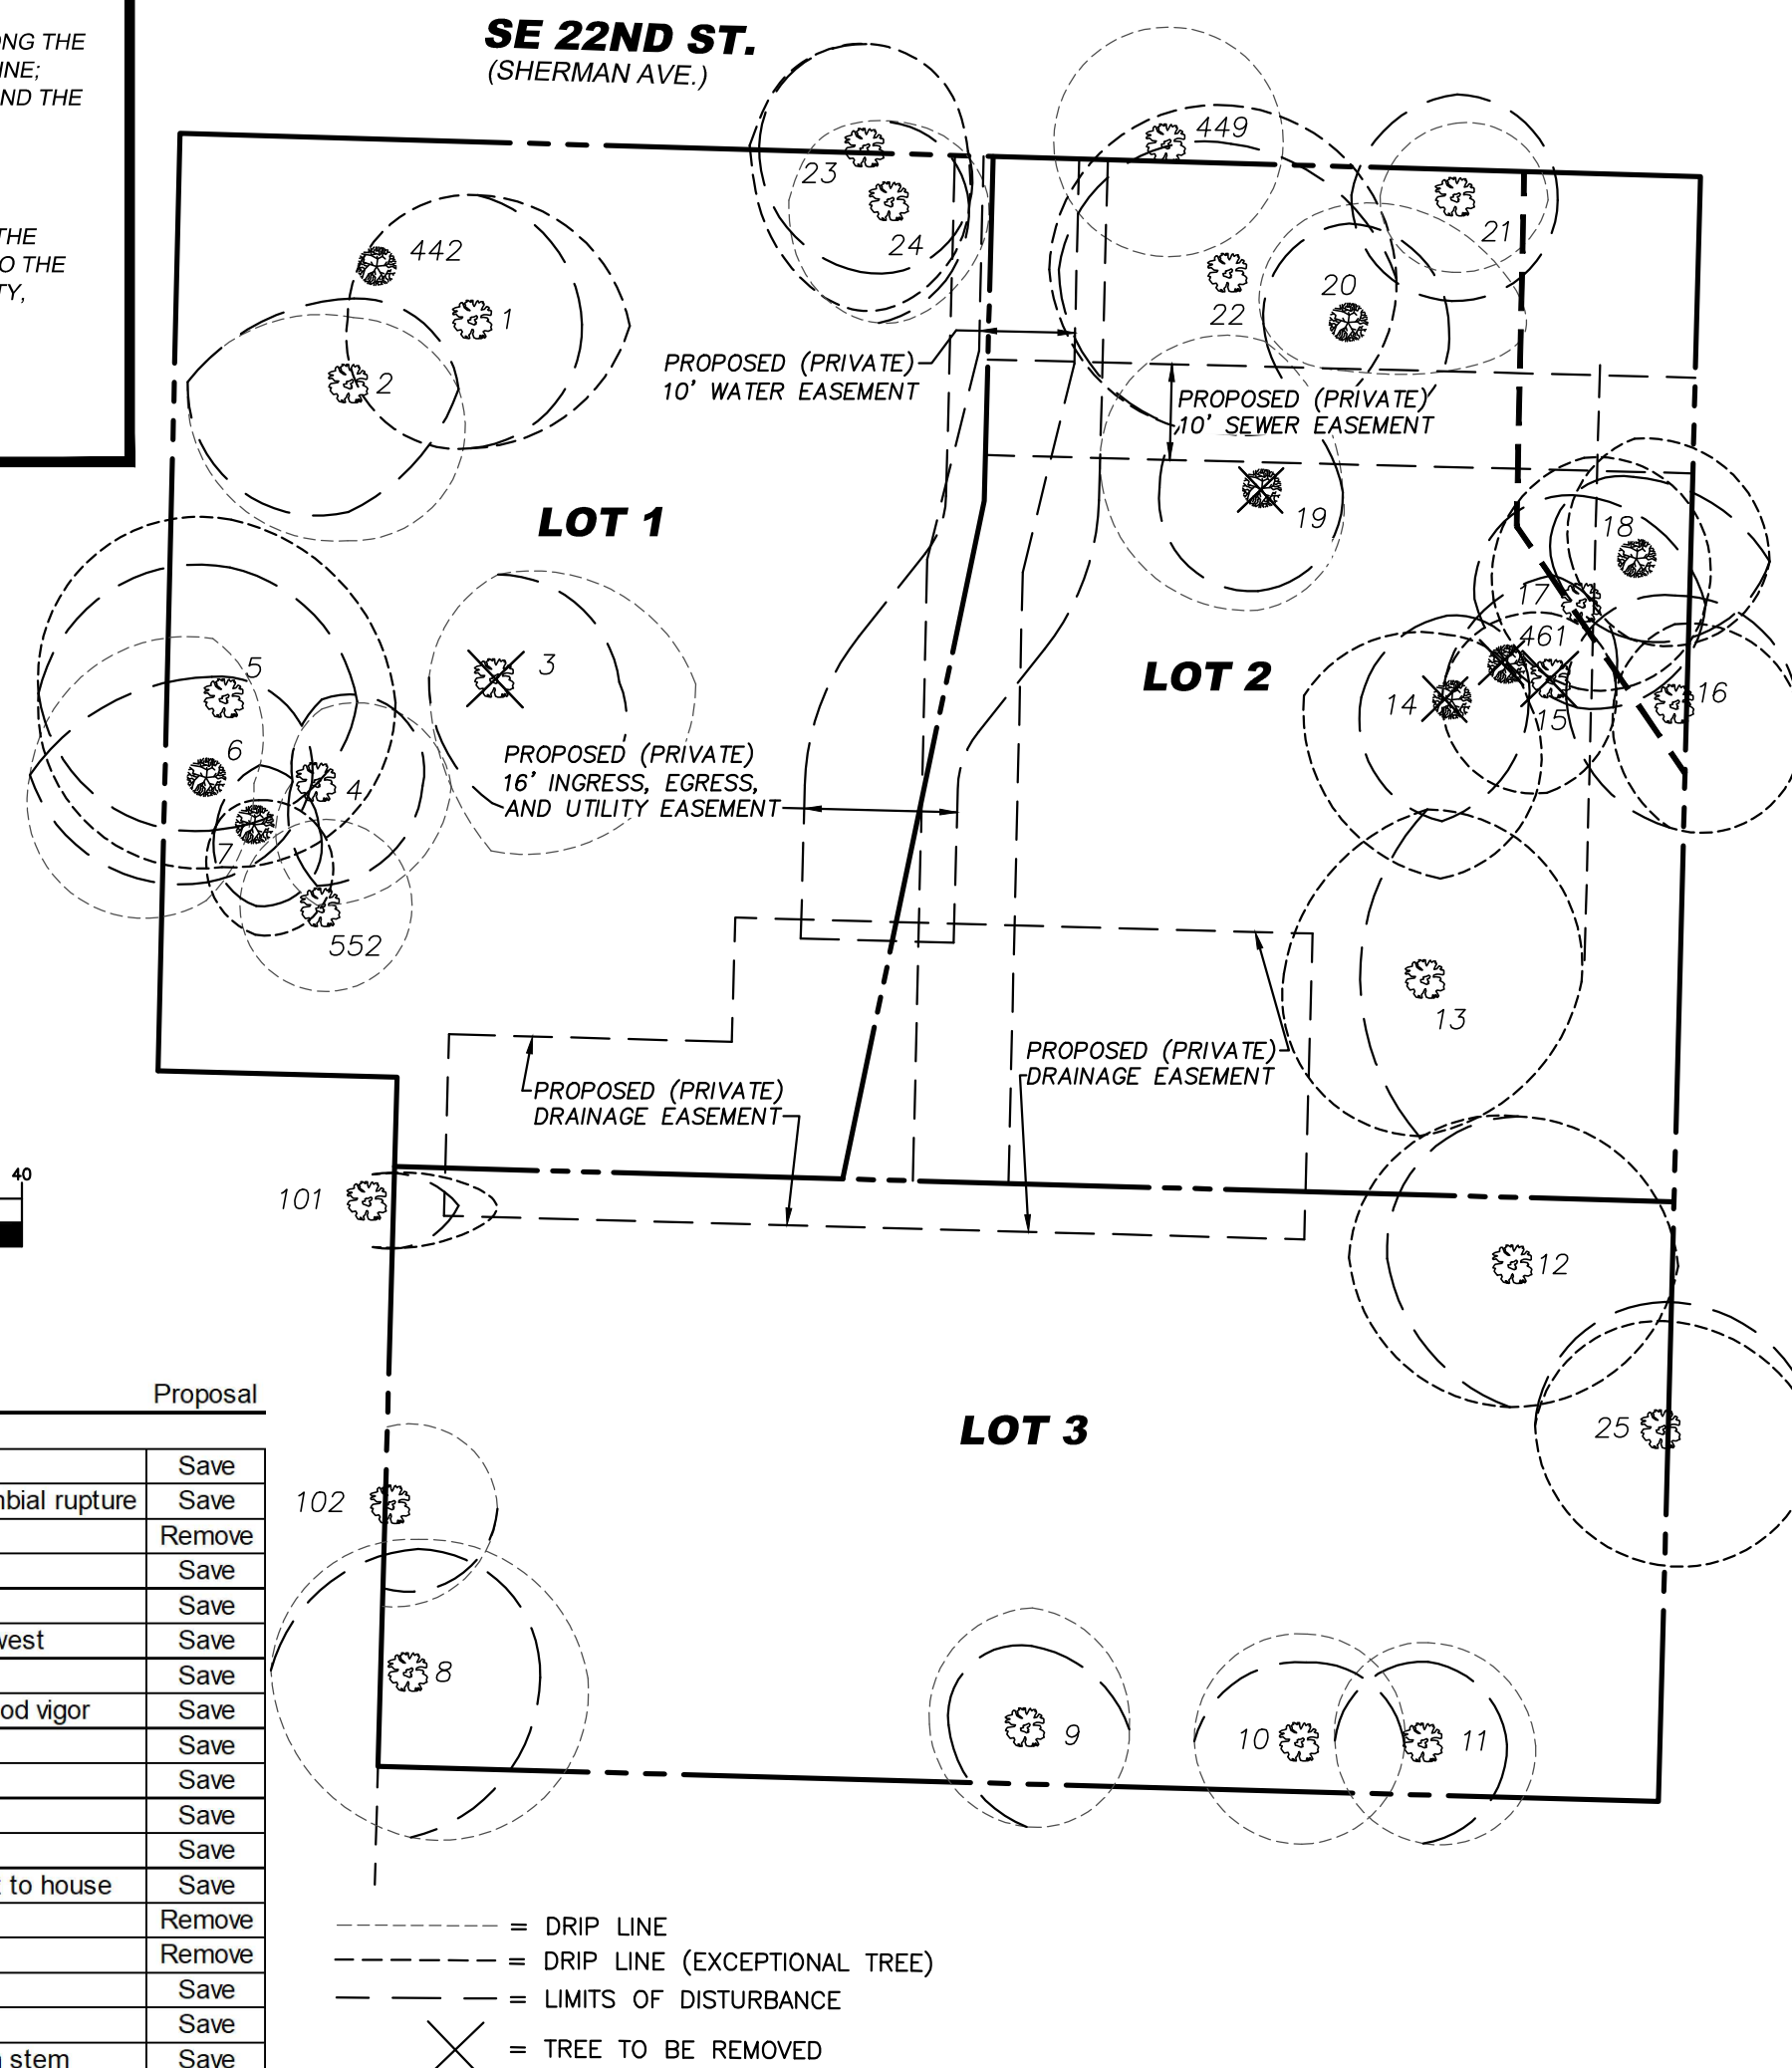 ONG THE
INE;
ND THE
THE
O THE
TY,
SE 22ND ST.
(SHERMAN AVE.)
23
24
449
21
442
1
2
20
22
PROPOSED (PRIVATE)
10' WATER EASEMENT
PROPOSED (PRIVATE)
10' SEWER EASEMENT
19
LOT 1
18
17
461
LOT 2
14
15
16
5
6
4
7
3
552
PROPOSED (PRIVATE)
16' INGRESS, EGRESS,
AND UTILITY EASEMENT
13
PROPOSED (PRIVATE)
DRAINAGE EASEMENT
PROPOSED (PRIVATE)
DRAINAGE EASEMENT
40
101
12
LOT 3
25
102
8
9
10
11
Proposal
Save
nbial rupture Save
Remove
Save
Save
vest Save
Save
od vigor Save
Save
Save
Save
Save
t to house Save
Remove
Remove
Save
Save
n stem Save
= DRIP LINE
= DRIP LINE (EXCEPTIONAL TREE)
= LIMITS OF DISTURBANCE
= TREE TO BE REMOVED